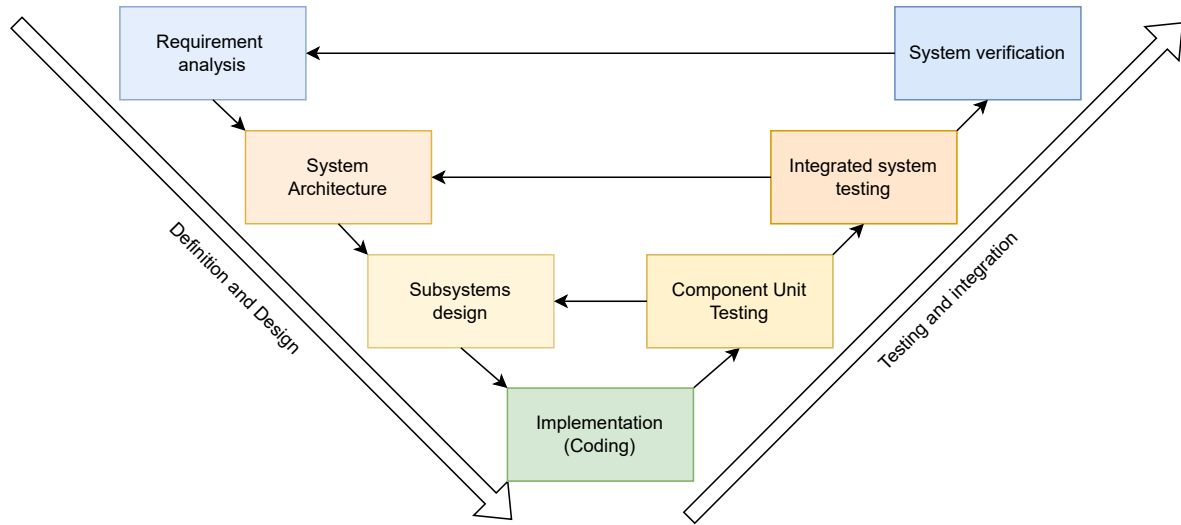 Requirement
analysis
System verification
System
Architecture
Integrated system
testing
Definition and Design
Subsystems
design
Component Unit
Testing
Testing and integration
Implementation
(Coding)